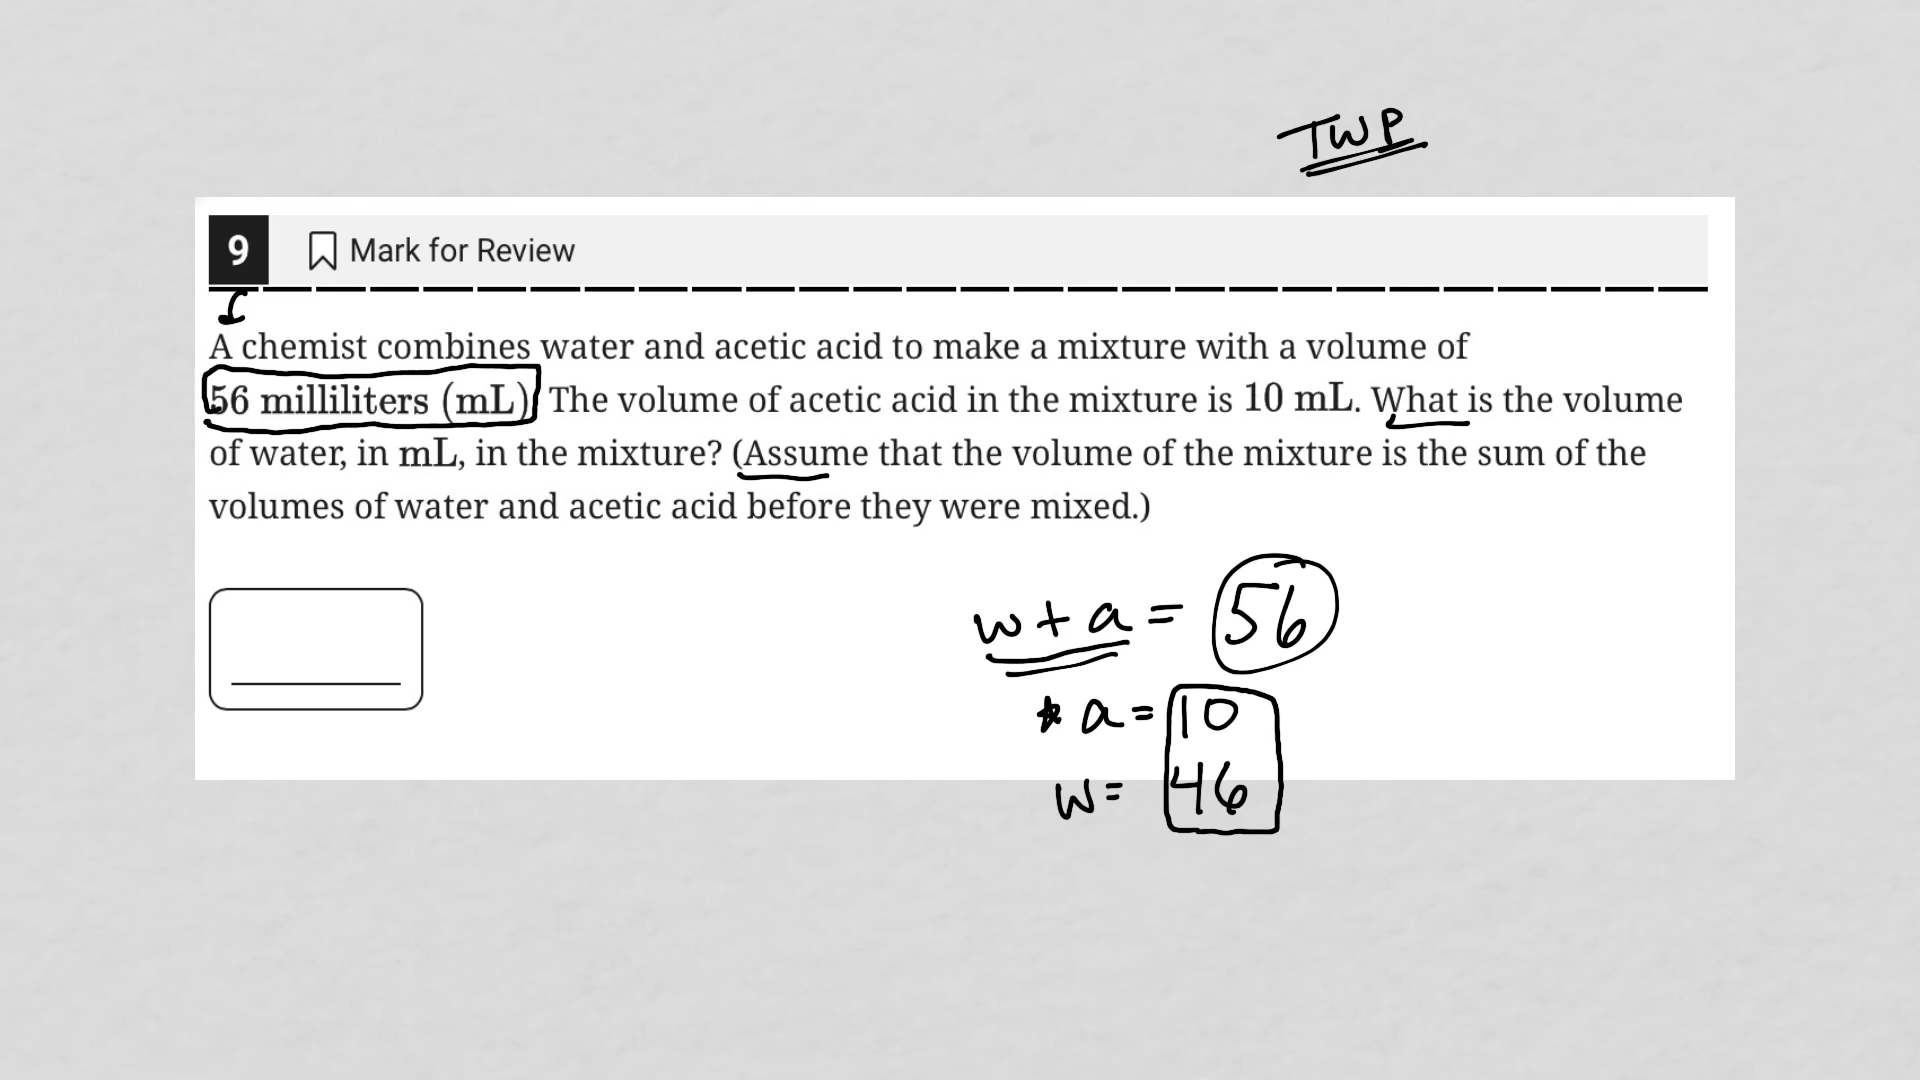 TWP
9 Mark for Review
A chemist combines water and acetic acid to make a mixture with a volume of
56 milliliters (mL). The volume of acetic acid in the mixture is 10 mL. What is the volume
of water, in mL, in the mixture? (Assume that the volume of the mixture is the sum of the
volumes of water and acetic acid before they were mixed.)
w + a = 56
* a = 10
w = 46